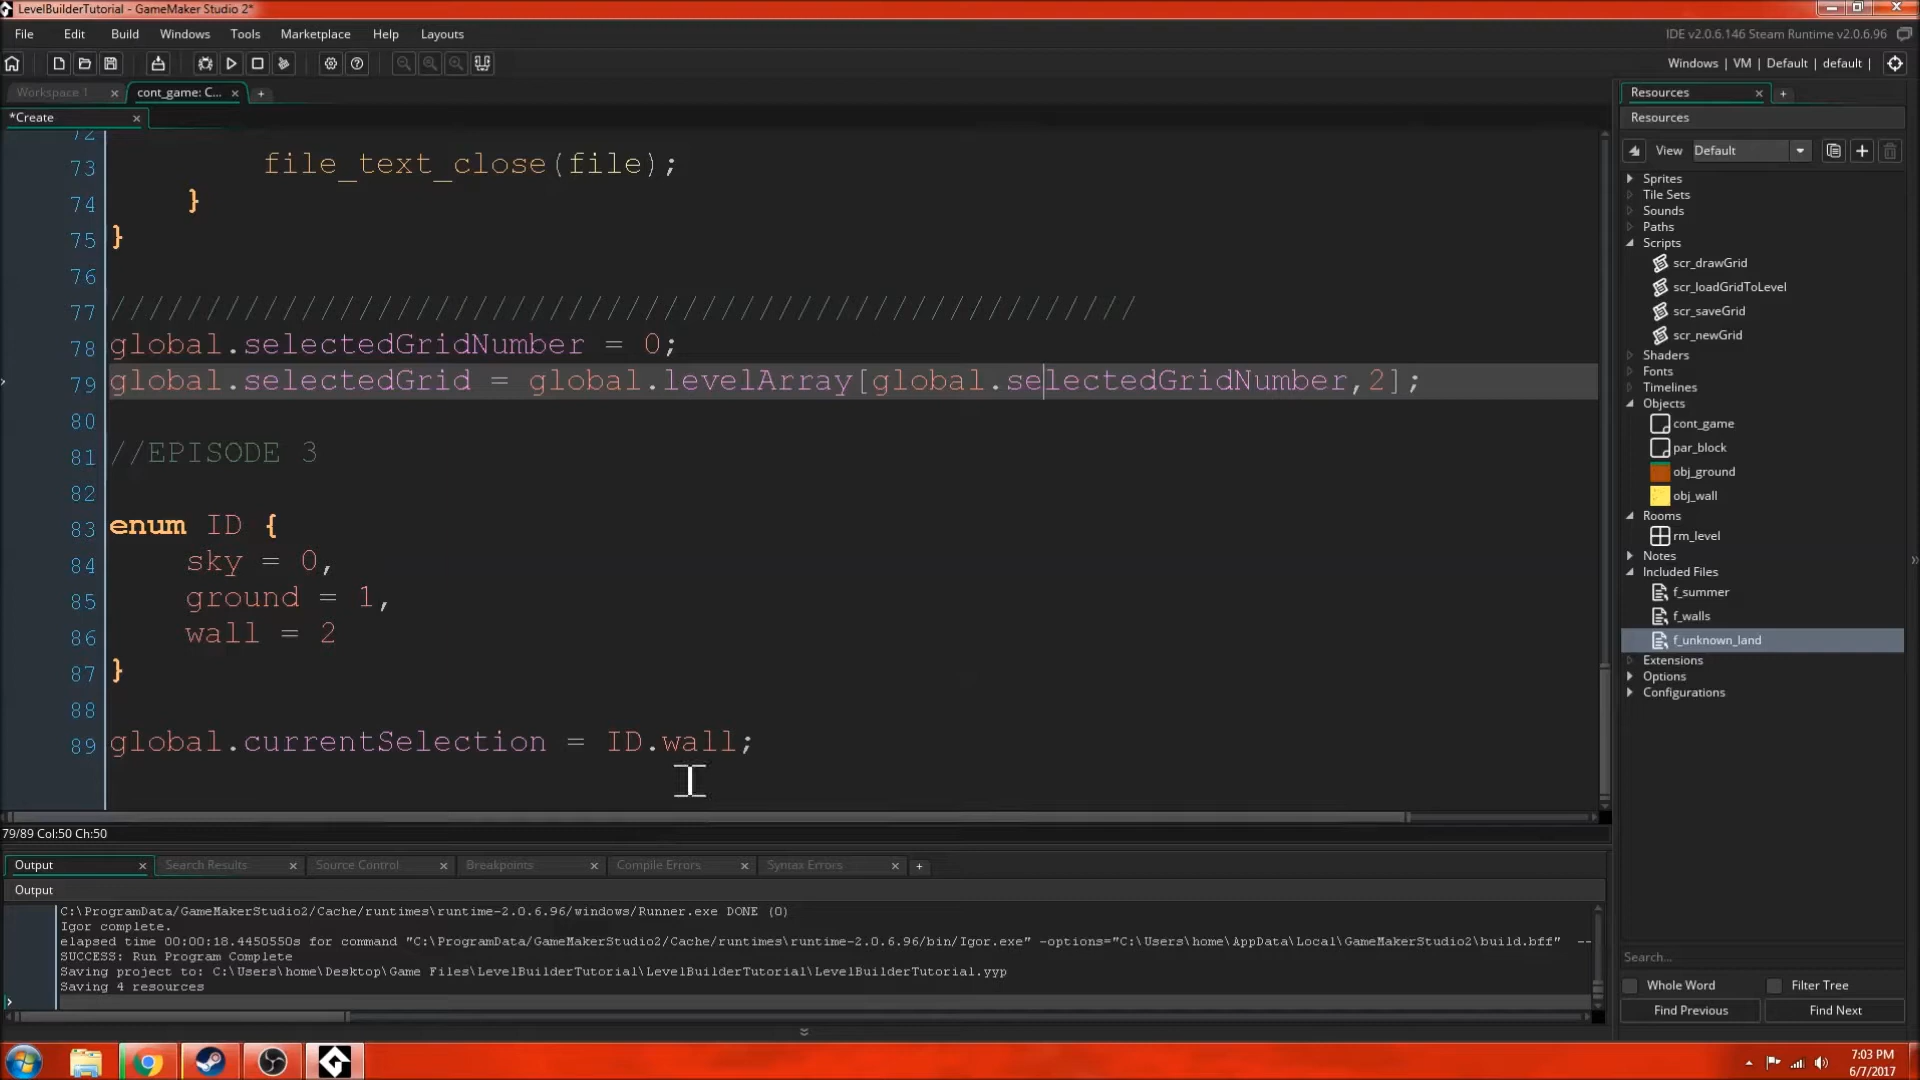 LevelBuilderTutorial - GameMaker Studio 2*
File Edit Build Windows Tools Marketplace Help Layouts
IDE v2.0.6.146 Steam Runtime v2.0.6.96
Windows | VM | Default | default |
Workspace 1
cont_game: C...
*Create
72
73 file_text_close(file);
74 }
75 }
76
77 ///////////////////////////////////////////////////////
78 global.selectedGridNumber = 0;
79 global.selectedGrid = global.levelArray[global.selectedGridNumber,2];
80
81 //EPISODE 3
82
83 enum ID {
84 sky = 0,
85 ground = 1,
86 wall = 2
87 }
88
89 global.currentSelection = ID.wall;
79/89 Col:50 Ch:50
Output Search Results Source Control Breakpoints Compile Errors Syntax Errors
Output
C:\ProgramData/GameMakerStudio2/Cache/runtimes\runtime-2.0.6.96/windows/Runner.exe DONE (0)
Igor complete.
elapsed time 00:00:18.4450550s for command "C:\ProgramData/GameMakerStudio2/Cache/runtimes\runtime-2.0.6.96/bin/Igor.exe" -options="C:\Users\home\AppData\Local\GameMakerStudio2\build.bff" --
SUCCESS: Run Program Complete
Saving project to: C:\Users\home\Desktop\Game Files\LevelBuilderTutorial\LevelBuilderTutorial\LevelBuilderTutorial.yyp
Saving 4 resources
Resources
Resources
View Default
Sprites
Tile Sets
Sounds
Paths
Scripts
scr_drawGrid
scr_loadGridToLevel
scr_saveGrid
scr_newGrid
Shaders
Fonts
Timelines
Objects
cont_game
par_block
obj_ground
obj_wall
Rooms
rm_level
Notes
Included Files
f_summer
f_walls
f_unknown_land
Extensions
Options
Configurations
Search...
Whole Word Filter Tree
Find Previous Find Next
7:03 PM
6/7/2017